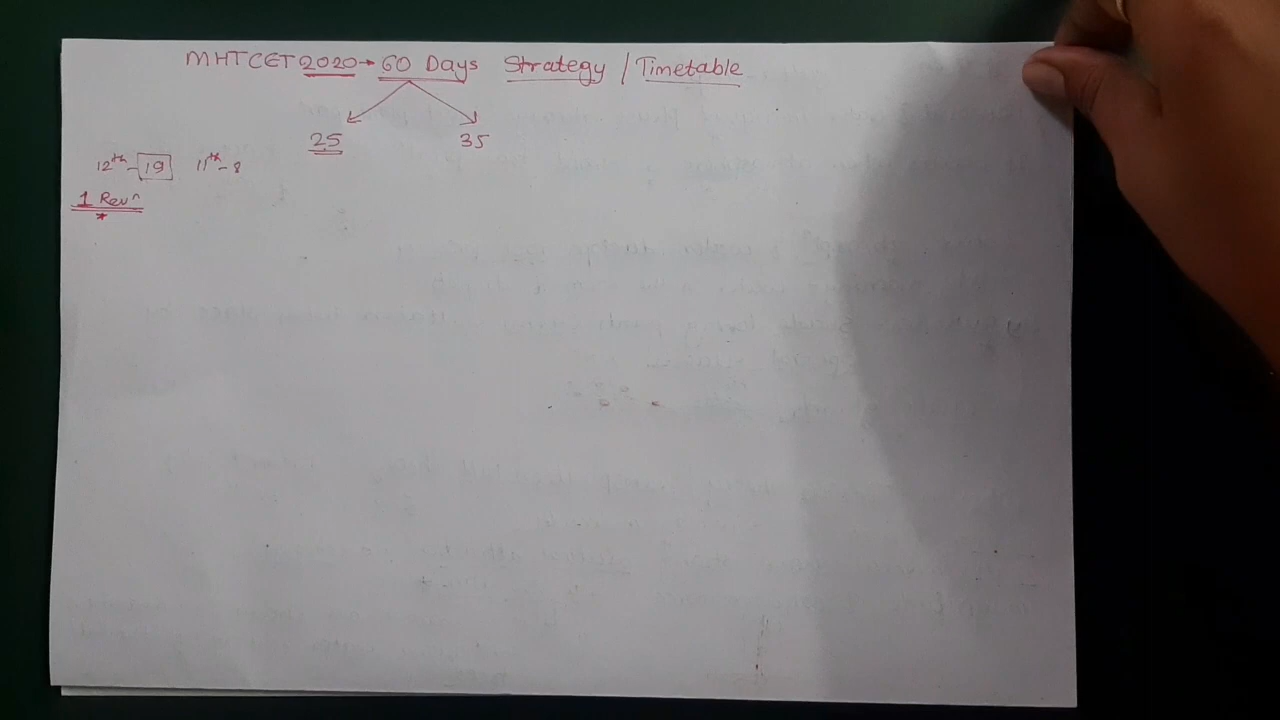 MHTCET 2020→ 60 Days Strategy / Timetable
25 35
12th - 19 11th - 8
1 Revn
*